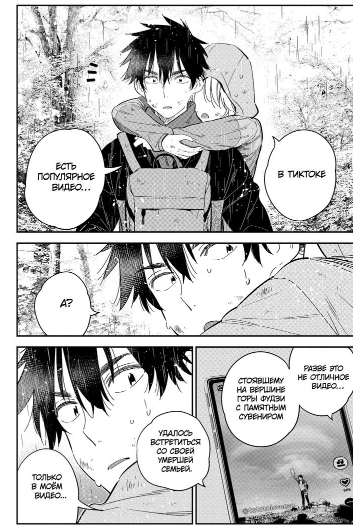 В ТИКТОКЕ
ЕСТЬ
ПОПУЛЯРНОЕ
ВИДЕО...
А?
РАЗВЕ ЭТО
НЕ ОТЛИЧНОЕ
ВИДЕО...
СТОЯВШЕМУ
НА ВЕРШИНЕ
ГОРЫ ФУДЗИ
С ПАМЯТНЫМ
СУВЕНИРОМ
УДАЛОСЬ
ВСТРЕТИТЬСЯ
СО СВОЕЙ
УМЕРШЕЙ
СЕМЬЕЙ.
ТОЛЬКО
В МОЁМ
ВИДЕО...